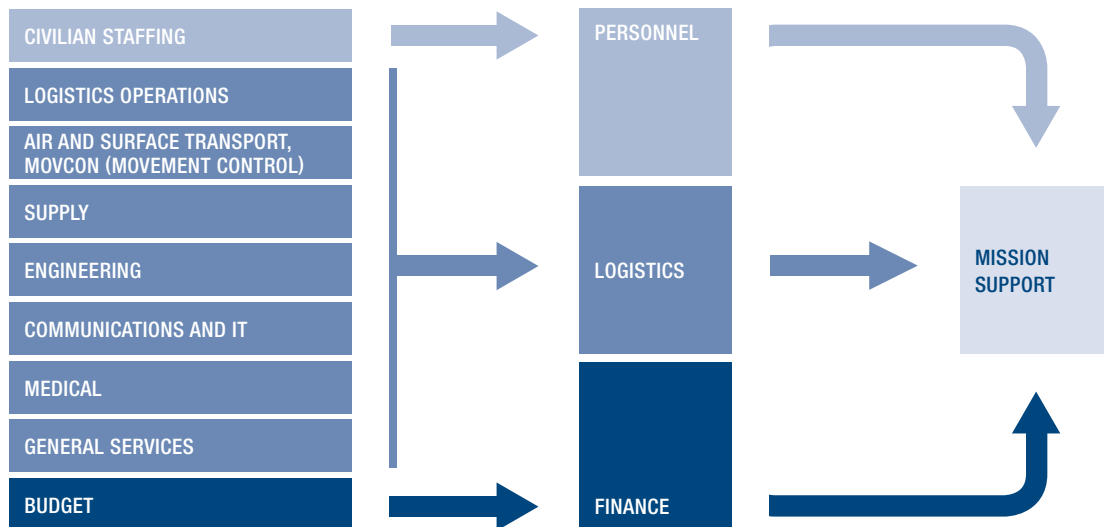 CIVILIAN STAFFING
LOGISTICS OPERATIONS
AIR AND SURFACE TRANSPORT,
MOVCON (MOVEMENT CONTROL)
SUPPLY
ENGINEERING
COMMUNICATIONS AND IT
MEDICAL
GENERAL SERVICES
BUDGET
PERSONNEL
LOGISTICS
FINANCE
MISSION
SUPPORT